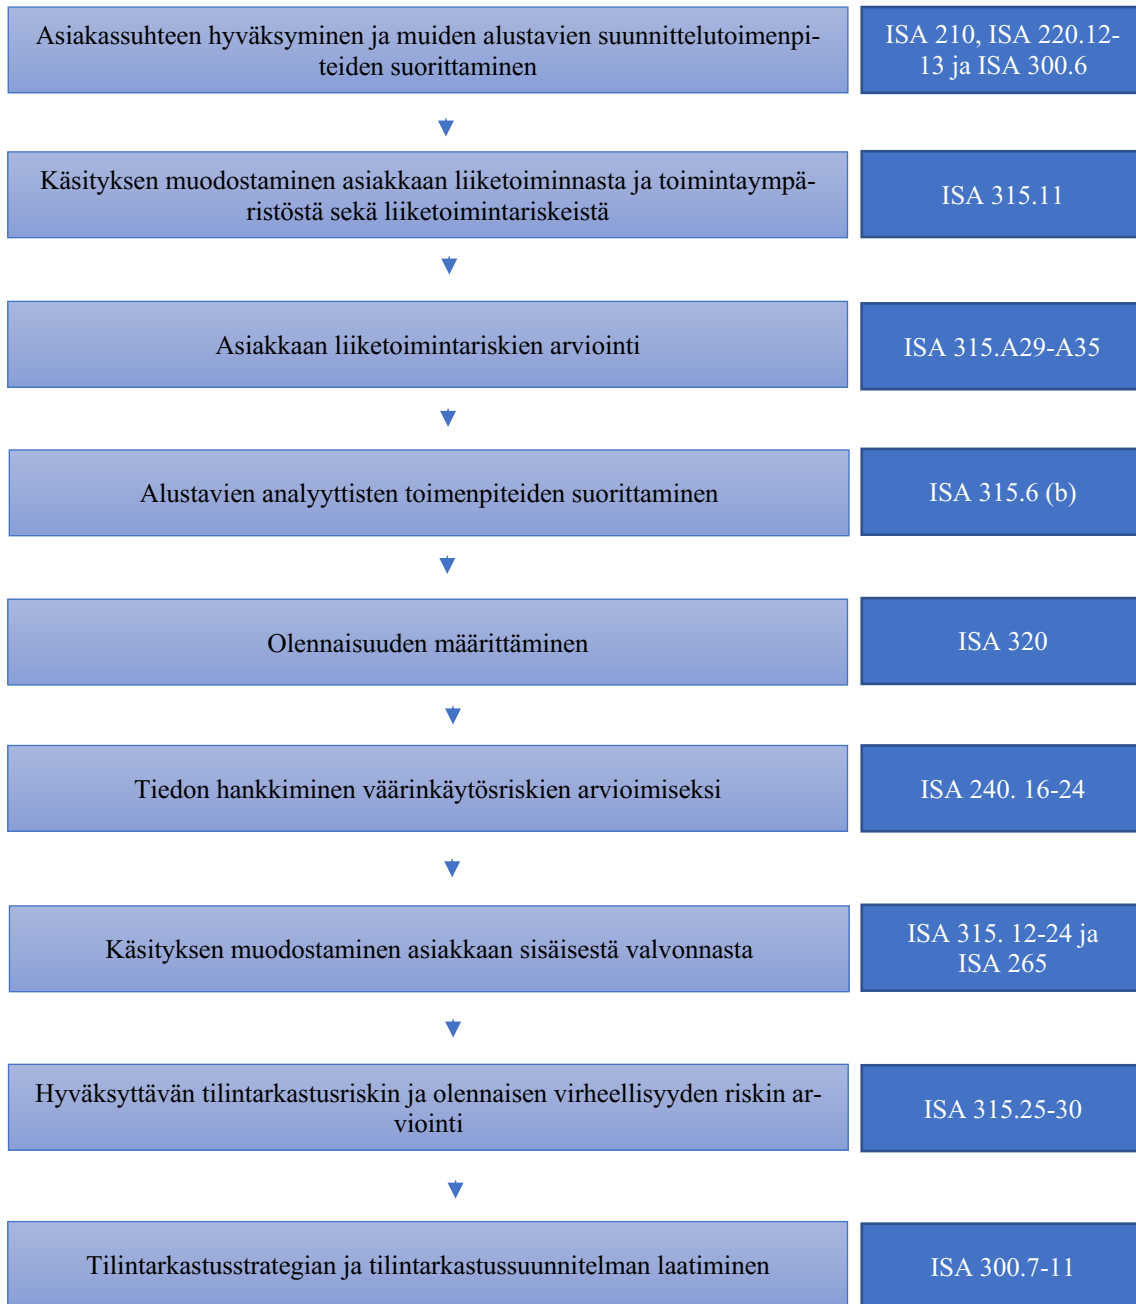 Asiakassuhteen hyväksyminen ja muiden alustavien suunnittelutoimenpi-
teiden suorittaminen
ISA 210, ISA 220.12-
13 ja ISA 300.6
Käsityksen muodostaminen asiakkaan liiketoiminnasta ja toimintaympä-
ristöstä sekä liiketoimintariskeistä
ISA 315.11
Asiakkaan liiketoimintariskien arviointi
ISA 315.A29-A35
Alustavien analyyttisten toimenpiteiden suorittaminen
ISA 315.6 (b)
Olennaisuuden määrittäminen
ISA 320
Tiedon hankkiminen väärinkäytösriskien arvioimiseksi
ISA 240. 16-24
Käsityksen muodostaminen asiakkaan sisäisestä valvonnasta
ISA 315. 12-24 ja
ISA 265
Hyväksyttävän tilintarkastusriskin ja olennaisen virheellisyyden riskin ar-
viointi
ISA 315.25-30
Tilintarkastusstrategian ja tilintarkastussuunnitelman laatiminen
ISA 300.7-11